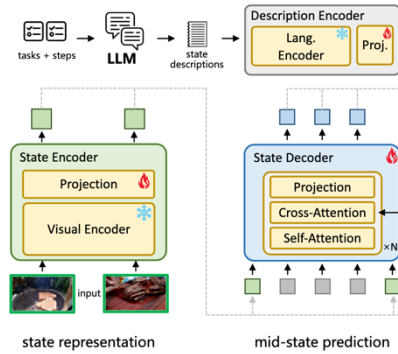 Description Encoder
Lang.
Encoder
Proj.
tasks + steps
LLM
state
descriptions
State Encoder
Projection
Visual Encoder
input
State Decoder
Projection
Cross-Attention
Self-Attention
×N
state representation
mid-state prediction